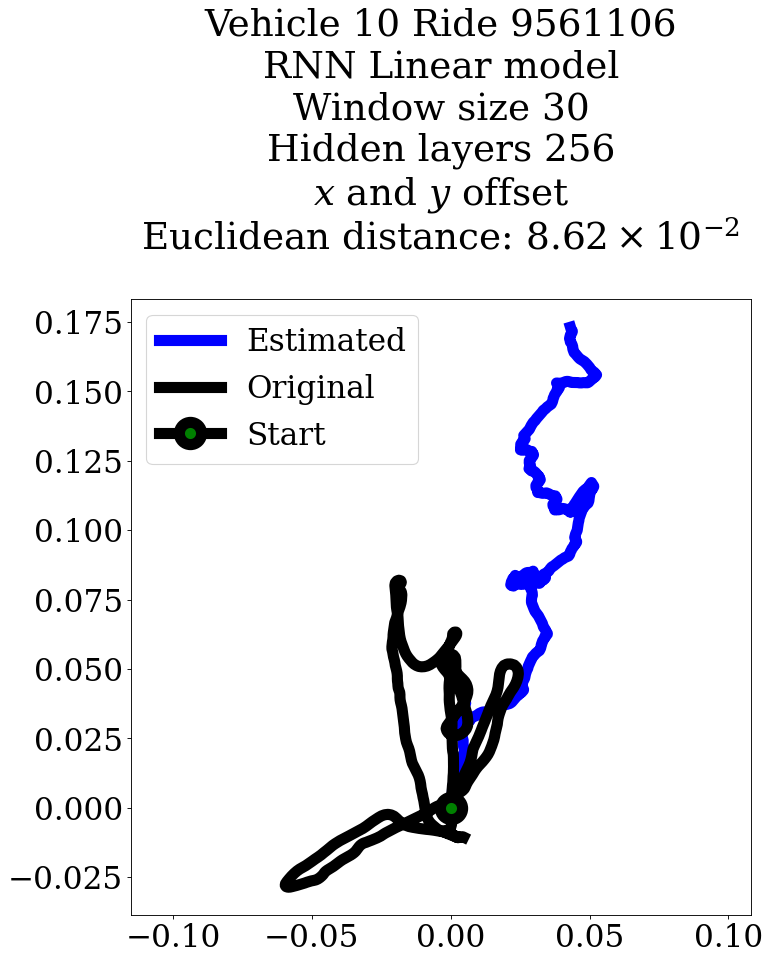 Vehicle 10 Ride 9561106
RNN Linear model
Window size 30
Hidden layers 256
x and y offset
Euclidean distance: 8.62 × 10⁻²
0.175
0.150
0.125
0.100
0.075
0.050
0.025
0.000
−0.025
Estimated
Original
Start
−0.10
−0.05
0.00
0.05
0.10